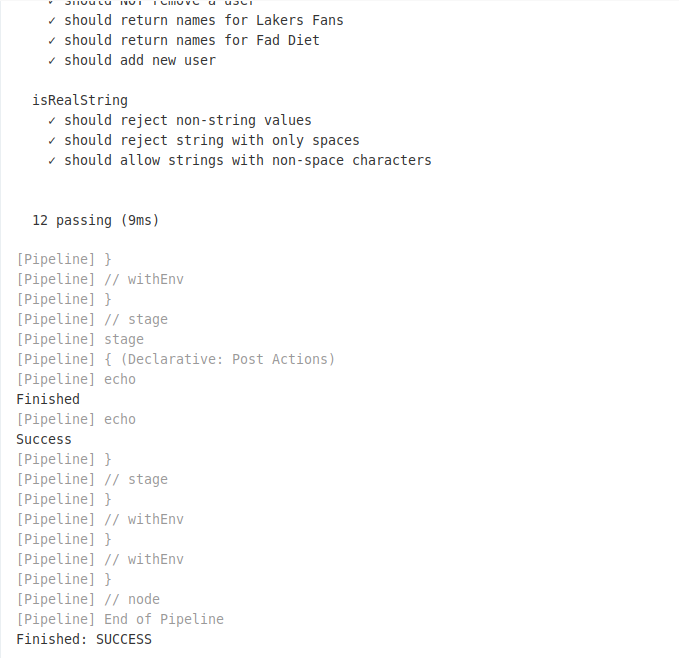 ✓ should NOT remove a user
✓ should return names for Lakers Fans
✓ should return names for Fad Diet
✓ should add new user
isRealString
✓ should reject non-string values
✓ should reject string with only spaces
✓ should allow strings with non-space characters
12 passing (9ms)
[Pipeline] }
[Pipeline] // withEnv
[Pipeline] }
[Pipeline] // stage
[Pipeline] stage
[Pipeline] { (Declarative: Post Actions)
[Pipeline] echo
Finished
[Pipeline] echo
Success
[Pipeline] }
[Pipeline] // stage
[Pipeline] }
[Pipeline] // withEnv
[Pipeline] }
[Pipeline] // withEnv
[Pipeline] }
[Pipeline] // node
[Pipeline] End of Pipeline
Finished: SUCCESS